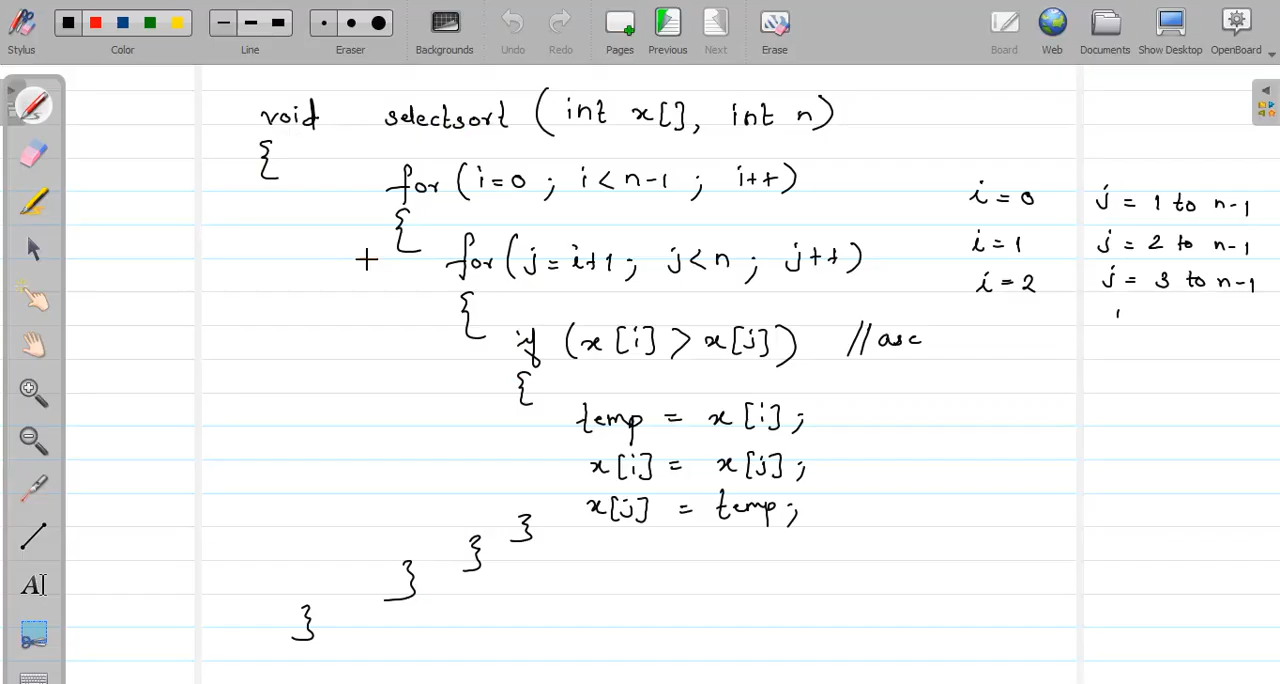 Stylus Color Line Eraser Backgrounds Undo Redo Pages Previous Next Erase Board Web Documents Show Desktop OpenBoard
void selectsort (int x[], int n)
{
for (i=0 ; i < n-1 ; i++)
i = 0 j = 1 to n-1
{
for (j = i+1 ; j < n ; j++)
i = 1 j = 2 to n-1
i = 2 j = 3 to n-1
{
if (x[i] > x[j]) //asc
{
temp = x[i];
x[i] = x[j];
x[j] = temp;
}
}
}
}
AI